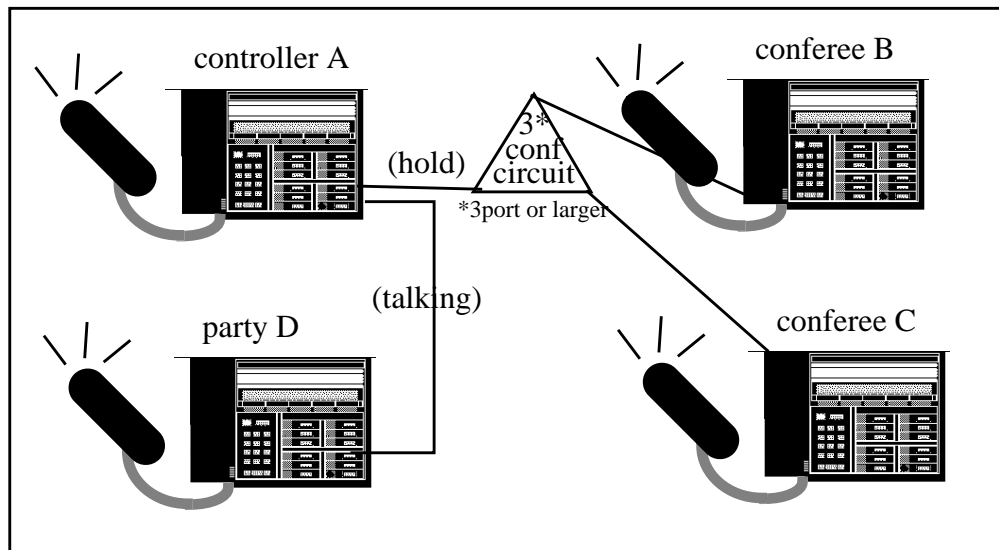 controller A
conferee B
3*
conf
circuit
(hold)
*3port or larger
(talking)
party D
conferee C